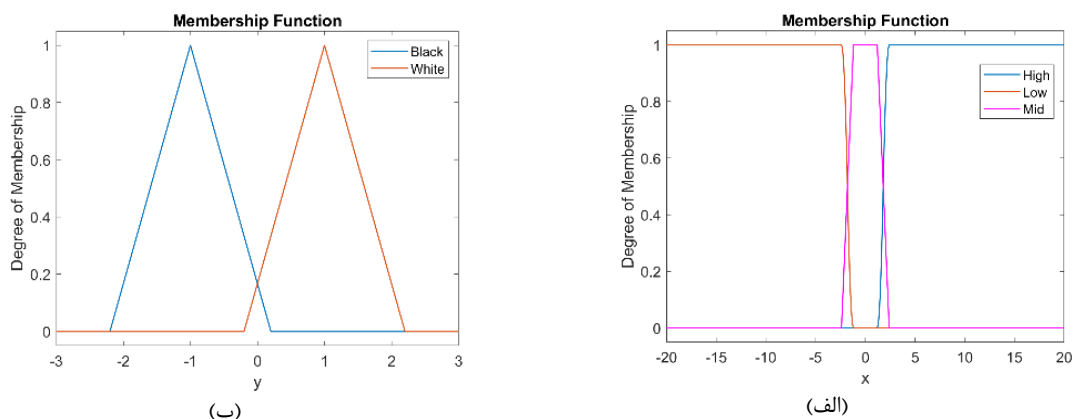 Membership Function
1
0.8
0.6
0.4
0.2
0
Degree of Membership
Black
White
-3
-2
-1
0
1
2
3
y
(ب)
Membership Function
1
0.8
0.6
0.4
0.2
0
Degree of Membership
High
Low
Mid
-20
-15
-10
-5
0
5
10
15
20
x
(الف)